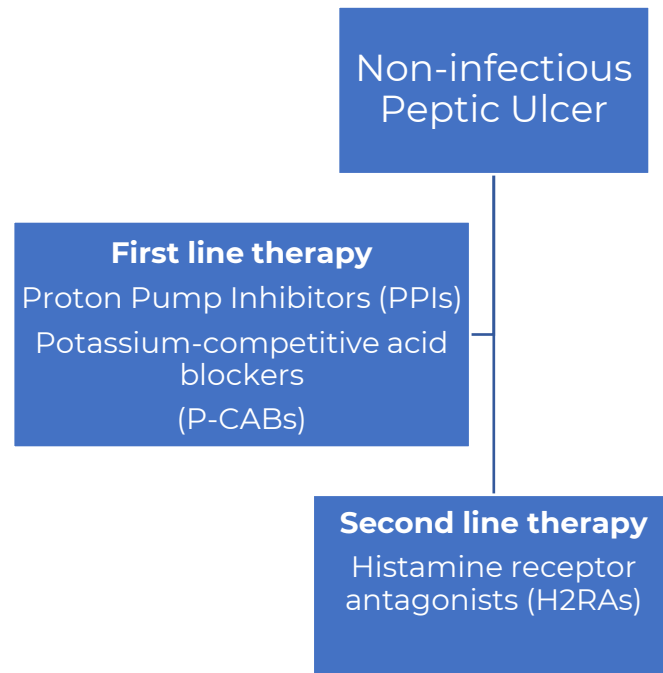 Non-infectious
Peptic Ulcer
First line therapy
Proton Pump Inhibitors (PPIs)
Potassium-competitive acid
blockers
(P-CABs)
Second line therapy
Histamine receptor
antagonists (H2RAs)